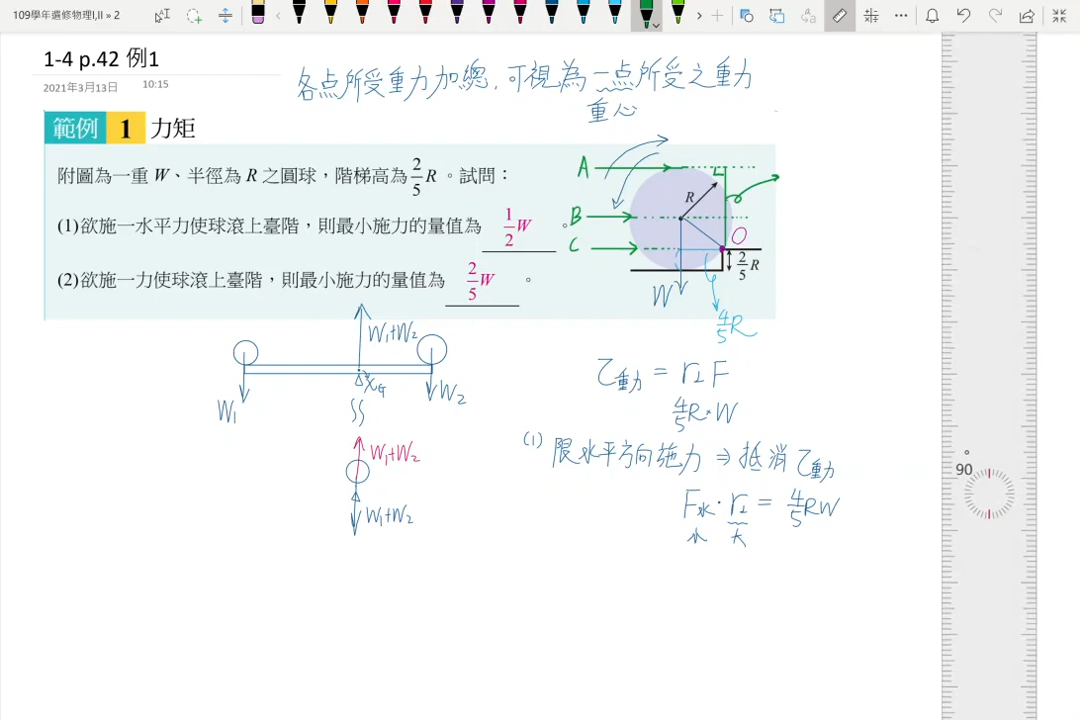 109學年選修物理I,II » 2
1-4 p.42 例1
2021年3月13日 10:15
各点所受重力加總,可視為一点所受之重力
重心
範例 1 力矩
附圖為一重 W、半徑為 R 之圓球,階梯高為 2/5 R。試問:
(1)欲施一水平力使球滾上臺階,則最小施力的量值為 1/2 W 。
(2)欲施一力使球滾上臺階,則最小施力的量值為 2/5 W 。
A
R
B
C
O
2/5 R
W
4/5 R
W₁+W₂
X_G
W₁
W₂
W₁+W₂
W₁+W₂
τ動 = r⊥ F
4/5 R × W
(1) 限水平方向施力 ⇒ 抵消 τ動
F水 · r⊥ = 4/5 RW
小 大
90°